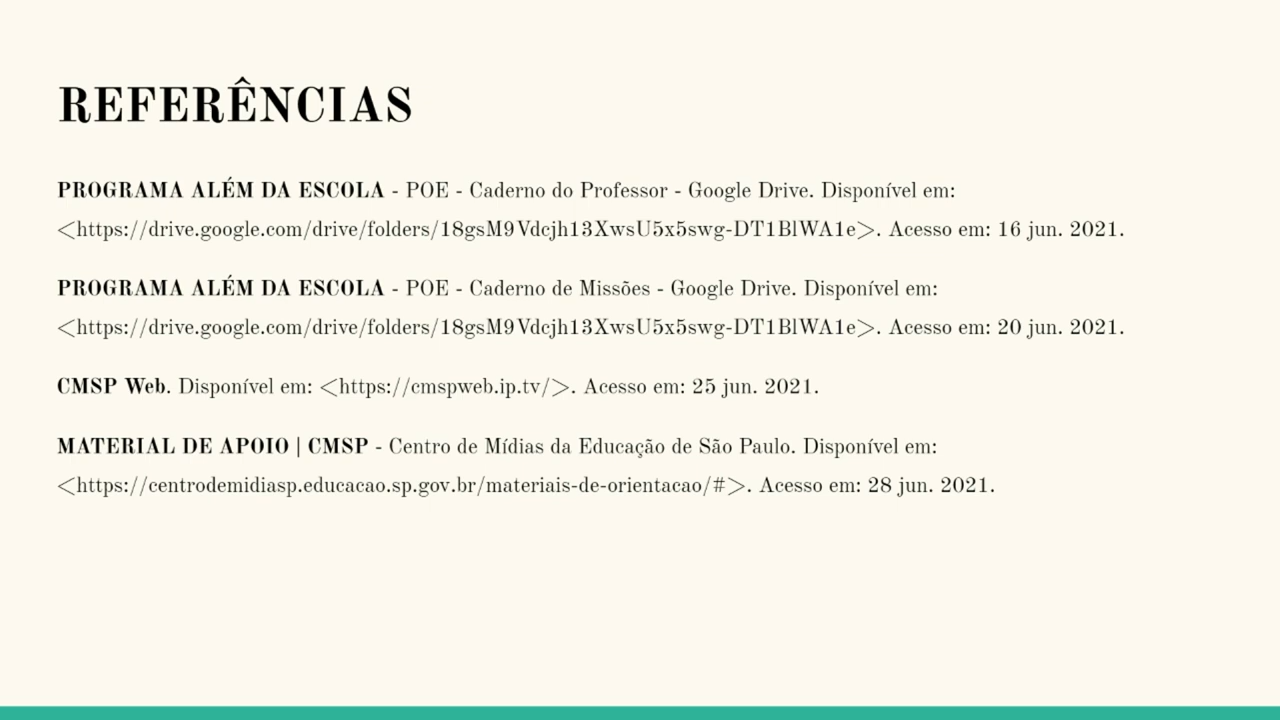 REFERÊNCIAS
PROGRAMA ALÉM DA ESCOLA - POE - Caderno do Professor - Google Drive. Disponível em:
<https://drive.google.com/drive/folders/18gsM9Vdcjh13XwsU5x5swg-DT1BlWA1e>. Acesso em: 16 jun. 2021.
PROGRAMA ALÉM DA ESCOLA - POE - Caderno de Missões - Google Drive. Disponível em:
<https://drive.google.com/drive/folders/18gsM9Vdcjh13XwsU5x5swg-DT1BlWA1e>. Acesso em: 20 jun. 2021.
CMSP Web. Disponível em: <https://cmspweb.ip.tv/>. Acesso em: 25 jun. 2021.
MATERIAL DE APOIO | CMSP - Centro de Mídias da Educação de São Paulo. Disponível em:
<https://centrodemidiasp.educacao.sp.gov.br/materiais-de-orientacao/#>. Acesso em: 28 jun. 2021.